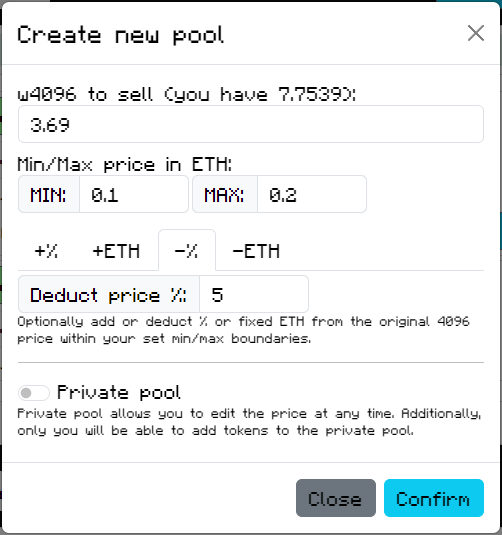 Create new pool
w4096 to sell (you have 7.7539):
3.69
Min/Max price in ETH:
MIN: 0.1 MAX: 0.2
+% +ETH -% -ETH
Deduct price %: 5
Optionally add or deduct % or fixed ETH from the original 4096
price within your set min/max boundaries.
Private pool
Private pool allows you to edit the price at any time. Additionally,
only you will be able to add tokens to the private pool.
Close Confirm